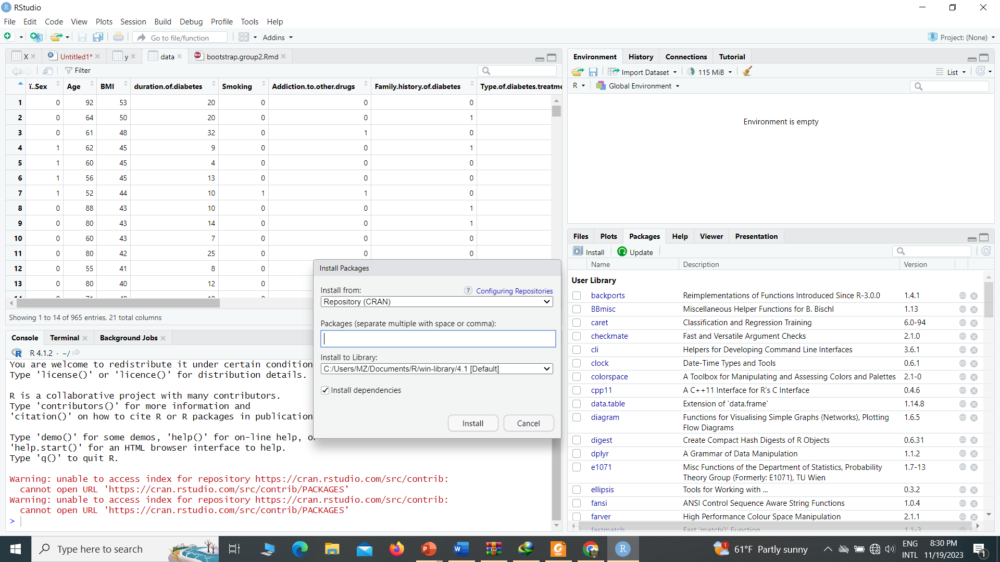 RStudio
File Edit Code View Plots Session Build Debug Profile Tools Help
Go to file/function Addins Project: (None)
X Untitled1* y data bootstrap.group2.Rmd
Filter
ï..Sex Age BMI duration.of.diabetes Smoking Addiction.to.other.drugs Family.history.of.diabetes Type.of.diabetes.treatme
1 0 92 53 20 0 0 0
2 0 64 50 20 0 0 1
3 0 61 48 32 0 1 0
4 1 62 45 9 0 0 1
5 1 60 45 4 0 0 0
6 1 56 45 13 0 0 0
7 1 52 44 10 1 1 0
8 0 88 43 10 0 0 1
9 0 80 43 14 0 0 1
10 0 60 43 7 0 0 0
11 0 80 42 25 0 0 0
12 0 55 41 8 0
13 0 80 40 12 0
Showing 1 to 14 of 965 entries, 21 total columns
Console Terminal Background Jobs
R 4.1.2 · ~/
You are welcome to redistribute it under certain condition
Type 'license()' or 'licence()' for distribution details.
R is a collaborative project with many contributors.
Type 'contributors()' for more information and
'citation()' on how to cite R or R packages in publication
Type 'demo()' for some demos, 'help()' for on-line help, or
'help.start()' for an HTML browser interface to help.
Type 'q()' to quit R.
Warning: unable to access index for repository https://cran.rstudio.com/src/contrib:
cannot open URL 'https://cran.rstudio.com/src/contrib/PACKAGES'
Warning: unable to access index for repository https://cran.rstudio.com/src/contrib:
cannot open URL 'https://cran.rstudio.com/src/contrib/PACKAGES'
>
Install Packages
Install from: ? Configuring Repositories
Repository (CRAN)
Packages (separate multiple with space or comma):
Install to Library:
C:/Users/MZ/Documents/R/win-library/4.1 [Default]
Install dependencies
Install Cancel
Environment History Connections Tutorial
Import Dataset 115 MiB List
R Global Environment
Environment is empty
Files Plots Packages Help Viewer Presentation
Install Update
Name Description Version
User Library
backports Reimplementations of Functions Introduced Since R-3.0.0 1.4.1
BBmisc Miscellaneous Helper Functions for B. Bischl 1.13
caret Classification and Regression Training 6.0-94
checkmate Fast and Versatile Argument Checks 2.1.0
cli Helpers for Developing Command Line Interfaces 3.6.1
clock Date-Time Types and Tools 0.6.1
colorspace A Toolbox for Manipulating and Assessing Colors and Palettes 2.1-0
cpp11 A C++11 Interface for R's C Interface 0.4.6
data.table Extension of `data.frame` 1.14.8
diagram Functions for Visualising Simple Graphs (Networks), Plotting 1.6.5
Flow Diagrams
digest Create Compact Hash Digests of R Objects 0.6.31
dplyr A Grammar of Data Manipulation 1.1.2
e1071 Misc Functions of the Department of Statistics, Probability 1.7-13
Theory Group (Formerly: E1071), TU Wien
ellipsis Tools for Working with ... 0.3.2
fansi ANSI Control Sequence Aware String Functions 1.0.4
farver High Performance Colour Space Manipulation 2.1.1
fastmatch Fast 'match()' Function 1.1-3
Type here to search
61°F Partly sunny
ENG 8:30 PM
INTL 11/19/2023 1